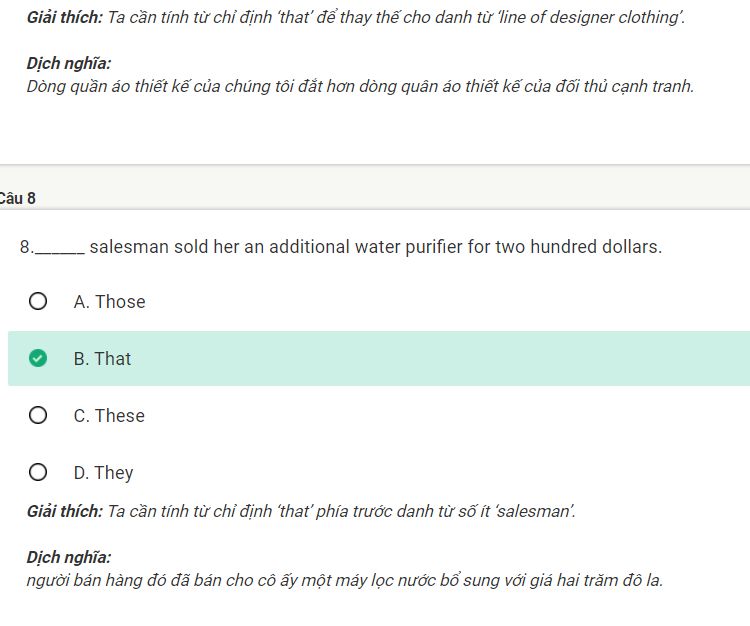 Giải thích: Ta cần tính từ chỉ định ‘that’ để thay thế cho danh từ ‘line of designer clothing’.
Dịch nghĩa:
Dòng quần áo thiết kế của chúng tôi đắt hơn dòng quân áo thiết kế của đối thủ cạnh tranh.
Câu 8
8.______ salesman sold her an additional water purifier for two hundred dollars.
A. Those
B. That
C. These
D. They
Giải thích: Ta cần tính từ chỉ định ‘that’ phía trước danh từ số ít ‘salesman’.
Dịch nghĩa:
người bán hàng đó đã bán cho cô ấy một máy lọc nước bổ sung với giá hai trăm đô la.